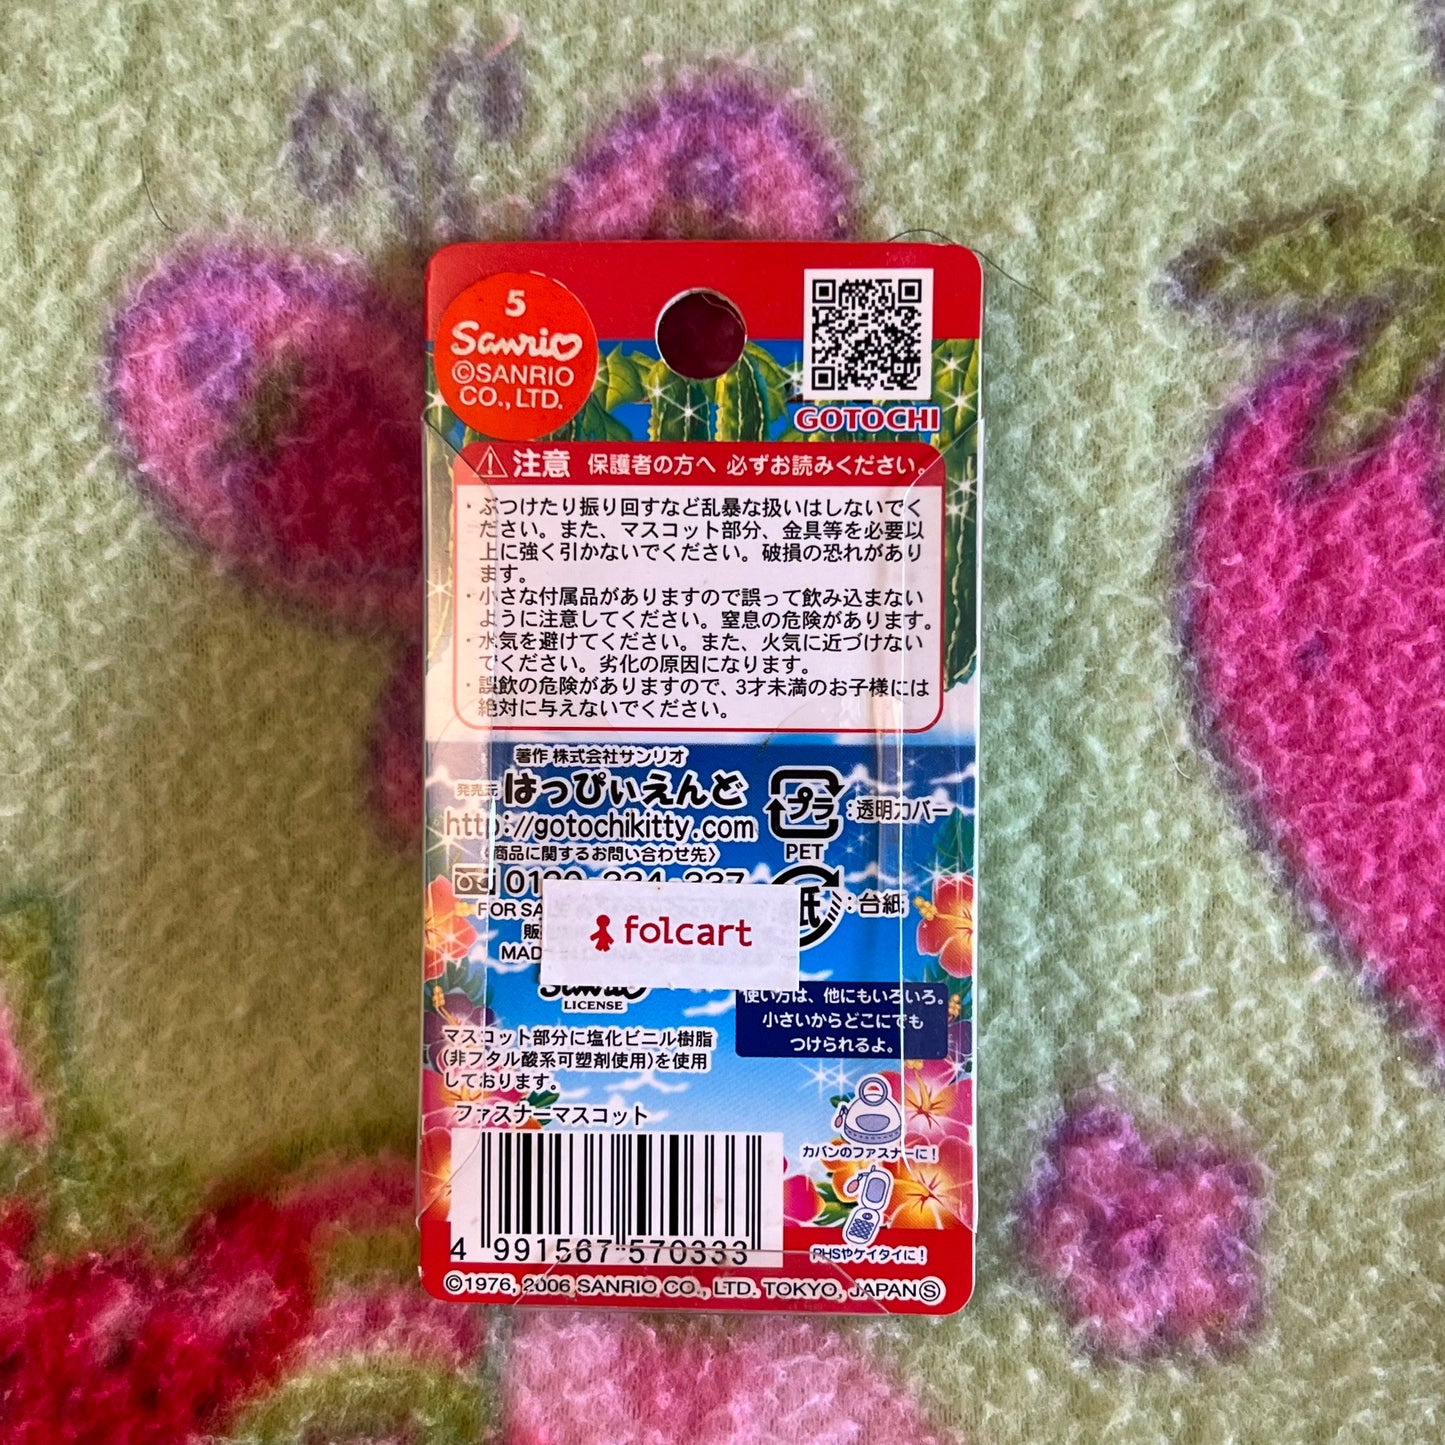 5
Sanrio
©SANRIO
CO.,LTD.
GOTOCHI
注意 保護者の方へ 必ずお読みください。
・ぶつけたり振り回すなど乱暴な扱いはしないでく
ださい。また、マスコット部分、金具等を必要以
上に強く引かないでください。破損の恐れがあり
ます。
・小さな付属品がありますので誤って飲み込まない
ように注意してください。窒息の危険があります。
・水気を避けてください。また、火気に近づけない
でください。劣化の原因になります。
・誤飲の危険がありますので、3才未満のお子様には
絶対に与えないでください。
著作 株式会社サンリオ
発売元 はっぴぃえんど
http://gotochikitty.com
〈商品に関するお問い合わせ先〉
0120-334-337
FOR SA
販
MAD
folcart
Sanrio
LICENSE
プラ
:透明カバー
PET
紙
:台紙
使い方は、他にもいろいろ。
小さいからどこにでも
つけられるよ。
マスコット部分に塩化ビニル樹脂
(非フタル酸系可塑剤使用)を使用
しております。
ファスナーマスコット
カバンのファスナーに!
PHSやケイタイに!
4 991567 570333
©1976, 2006 SANRIO CO., LTD. TOKYO, JAPAN Ⓢ